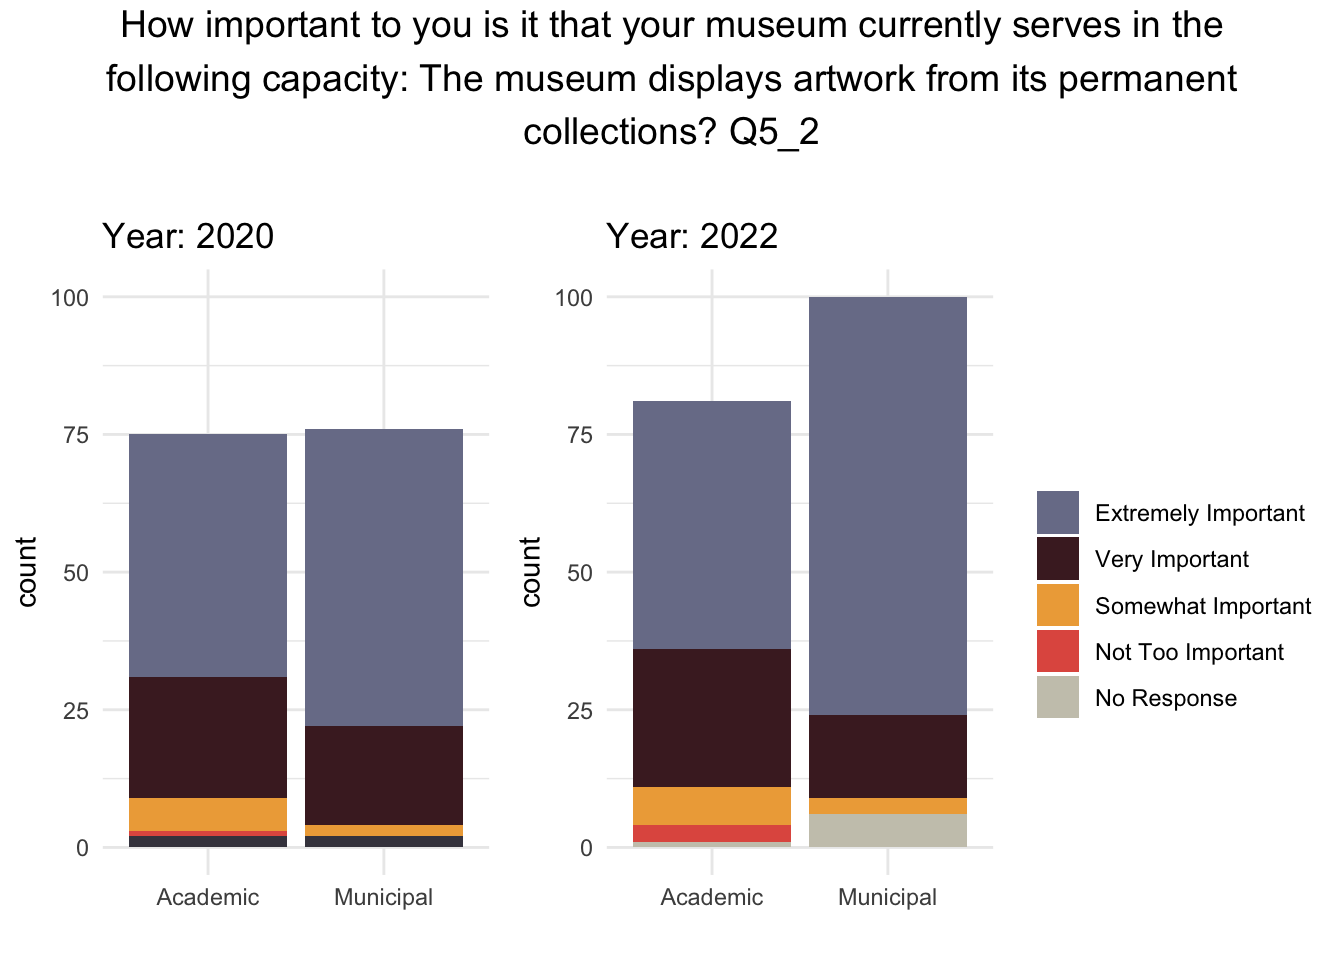 How important to you is it that your museum currently serves in the
following capacity: The museum displays artwork from its permanent
collections? Q5_2
Year: 2020
100
75
50
25
0
count
Academic
Municipal
Year: 2022
100
75
50
25
0
count
Academic
Municipal
Extremely Important
Very Important
Somewhat Important
Not Too Important
No Response